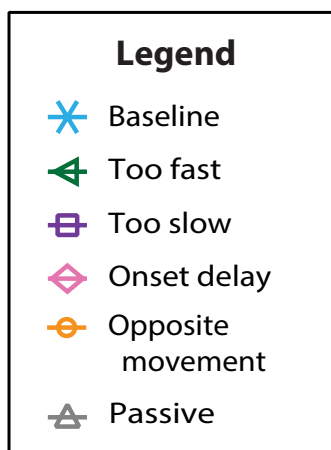 Legend
Baseline
Too fast
Too slow
Onset delay
Opposite
movement
Passive